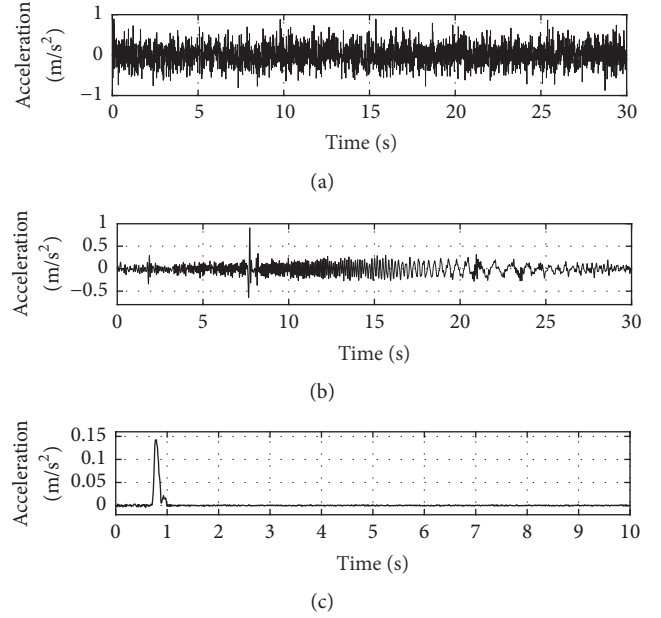 Acceleration
(m/s²)
1
0
−1
0 5 10 15 20 25 30
Time (s)
(a)
Acceleration
(m/s²)
1
0.5
0
−0.5
0 5 10 15 20 25 30
Time (s)
(b)
Acceleration
(m/s²)
0.15
0.1
0.05
0
0 1 2 3 4 5 6 7 8 9 10
Time (s)
(c)